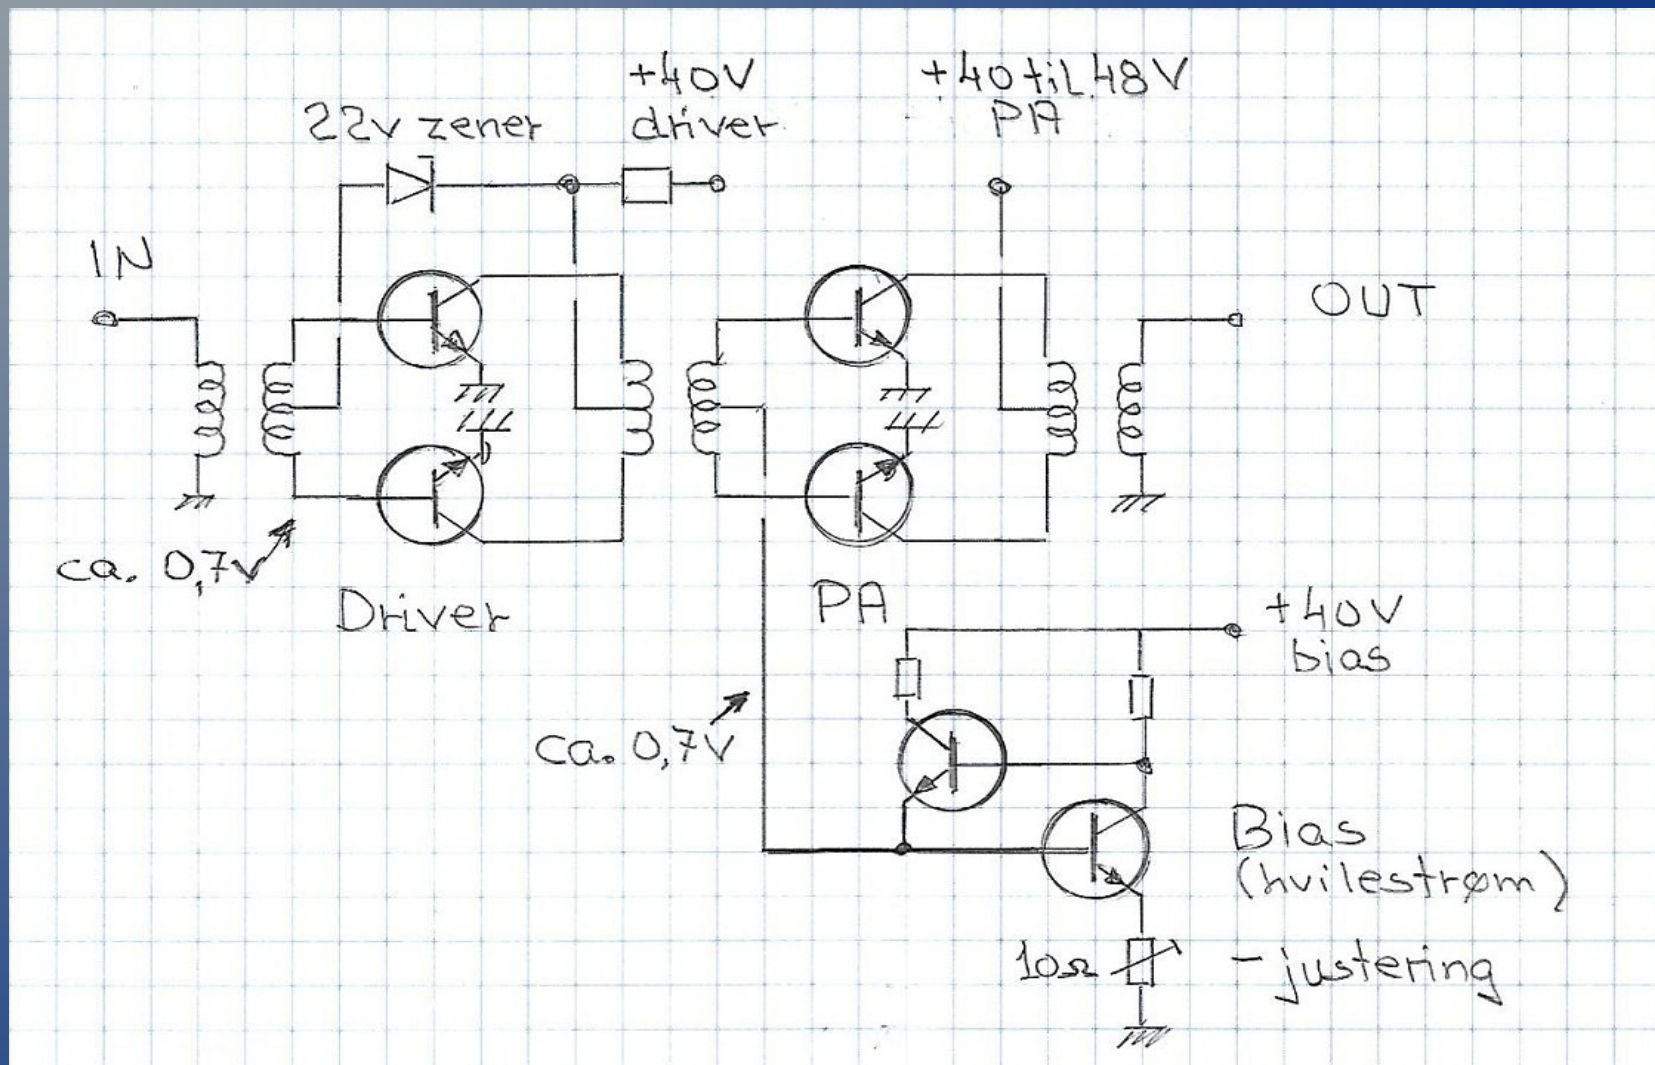 +40V
driver
+40 til 48V
PA
22v zener
IN
OUT
ca. 0,7v
Driver
PA
+40V
bias
ca. 0,7V
Bias
(hvilestrøm)
10Ω
- justering